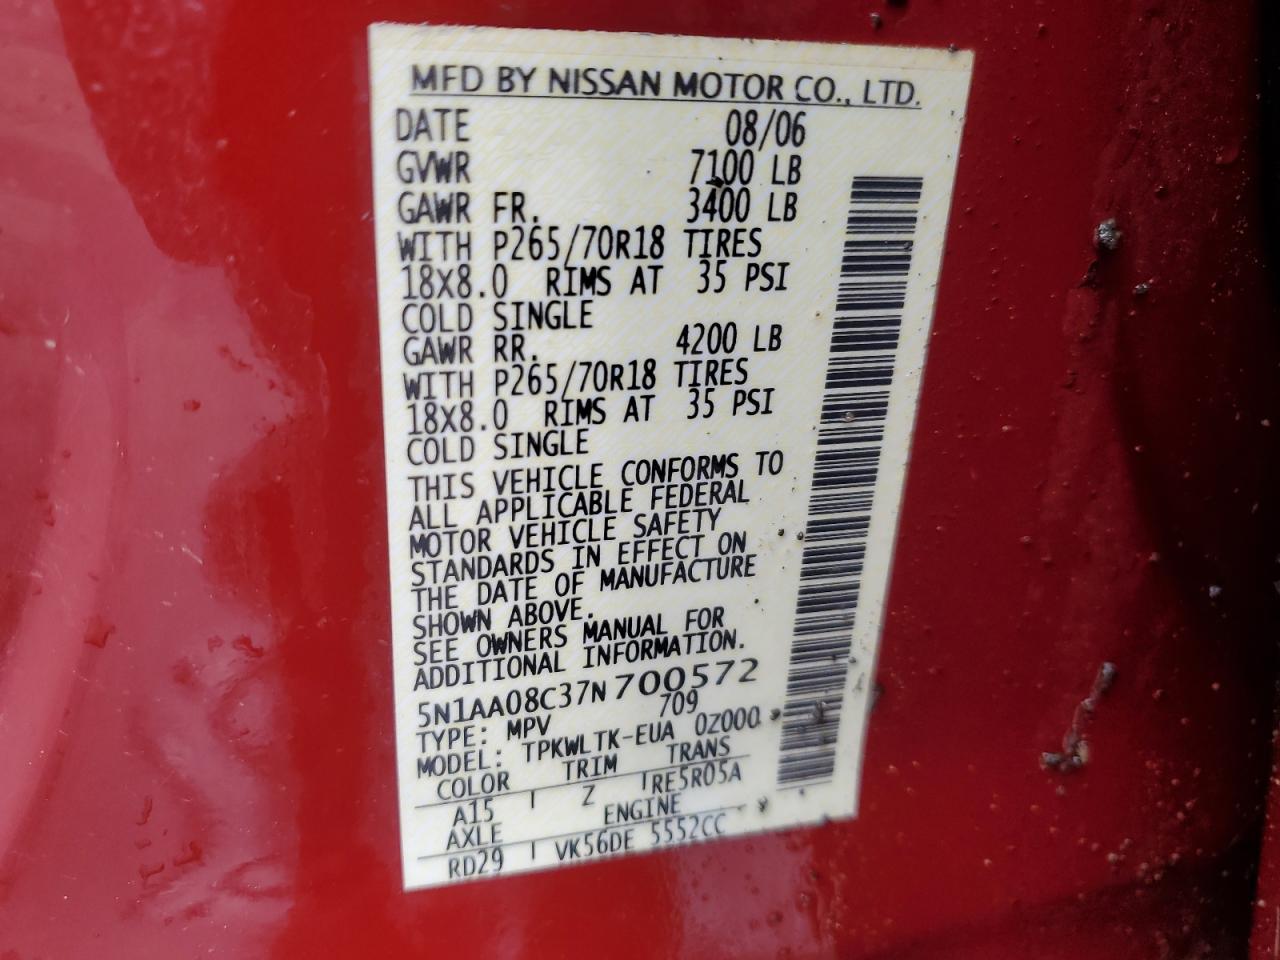 MFD BY NISSAN MOTOR CO., LTD.
DATE 08/06
GVWR 7100 LB
GAWR FR. 3400 LB
WITH P265/70R18 TIRES
18X8.0 RIMS AT 35 PSI
COLD SINGLE
GAWR RR. 4200 LB
WITH P265/70R18 TIRES
18X8.0 RIMS AT 35 PSI
COLD SINGLE
THIS VEHICLE CONFORMS TO
ALL APPLICABLE FEDERAL
MOTOR VEHICLE SAFETY
STANDARDS IN EFFECT ON
THE DATE OF MANUFACTURE
SHOWN ABOVE.
SEE OWNERS MANUAL FOR
ADDITIONAL INFORMATION.
5N1AA08C37N700572
TYPE: MPV 709
MODEL: TPKWLTK-EUA 0Z000
COLOR TRIM TRANS
A15 Z RE5R05A
AXLE ENGINE
RD29 VK56DE 5552CC